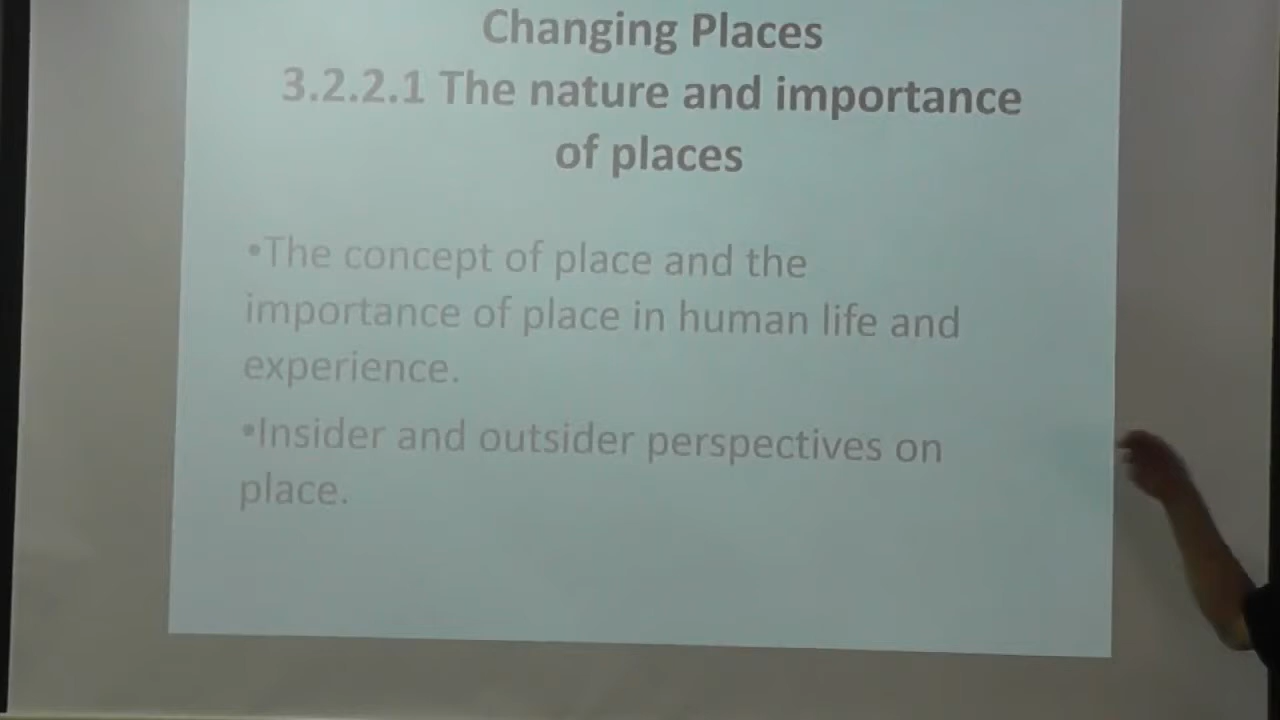 Changing Places
3.2.2.1 The nature and importance
of places
•The concept of place and the
importance of place in human life and
experience.
•Insider and outsider perspectives on
place.